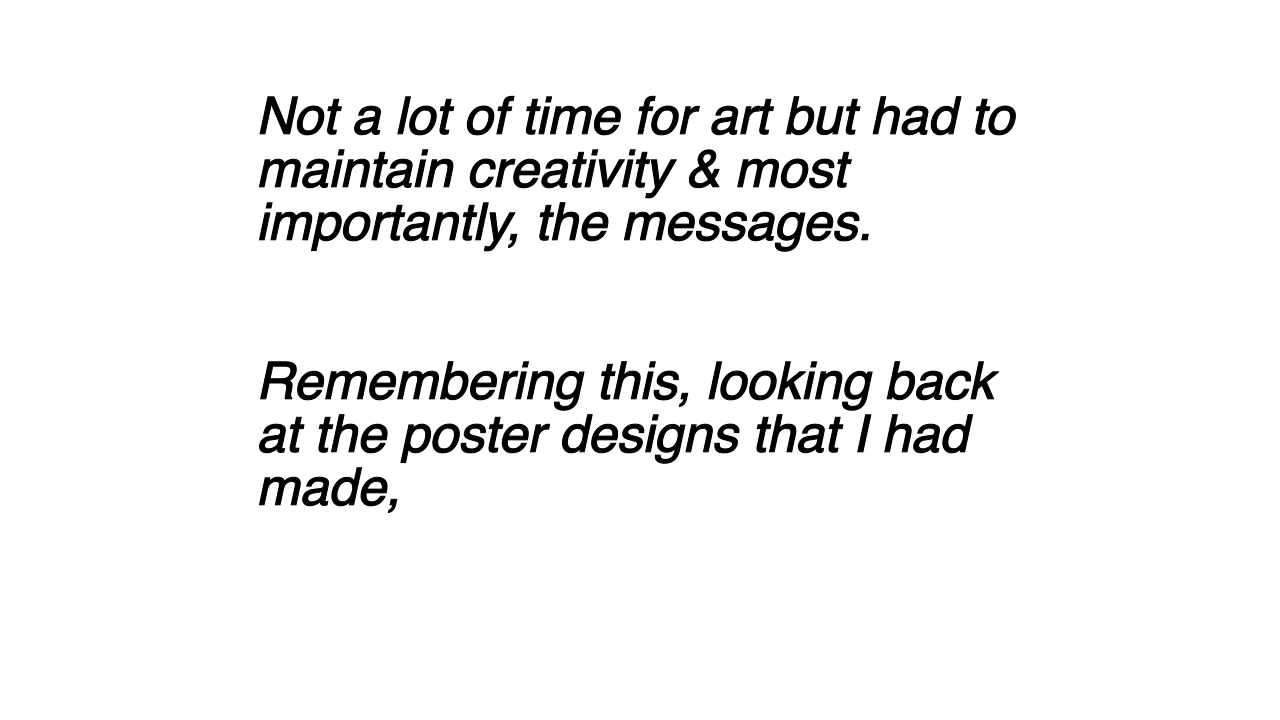 Not a lot of time for art but had to
maintain creativity & most
importantly, the messages.
Remembering this, looking back
at the poster designs that I had
made,